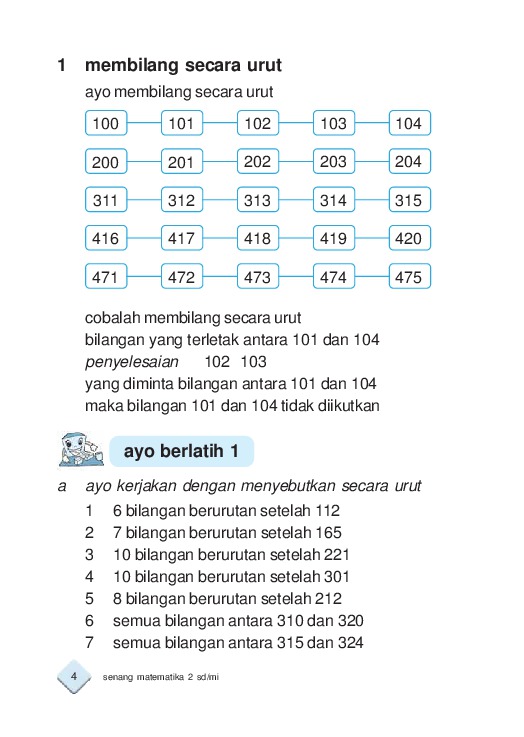 1 membilang secara urut
ayo membilang secara urut
100 101 102 103 104
200 201 202 203 204
311 312 313 314 315
416 417 418 419 420
471 472 473 474 475
cobalah membilang secara urut
bilangan yang terletak antara 101 dan 104
penyelesaian 102 103
yang diminta bilangan antara 101 dan 104
maka bilangan 101 dan 104 tidak diikutkan
ayo berlatih 1
a ayo kerjakan dengan menyebutkan secara urut
1 6 bilangan berurutan setelah 112
2 7 bilangan berurutan setelah 165
3 10 bilangan berurutan setelah 221
4 10 bilangan berurutan setelah 301
5 8 bilangan berurutan setelah 212
6 semua bilangan antara 310 dan 320
7 semua bilangan antara 315 dan 324
4 senang matematika 2 sd/mi